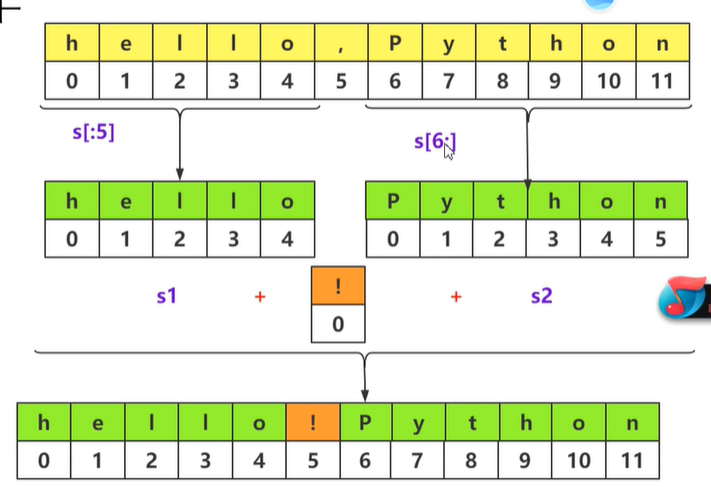 h e l l o , P y t h o n
0 1 2 3 4 5 6 7 8 9 10 11
s[:5] s[6:]
h e l l o P y t h o n
0 1 2 3 4 0 1 2 3 4 5
s1 + ! + s2
0
h e l l o ! P y t h o n
0 1 2 3 4 5 6 7 8 9 10 11